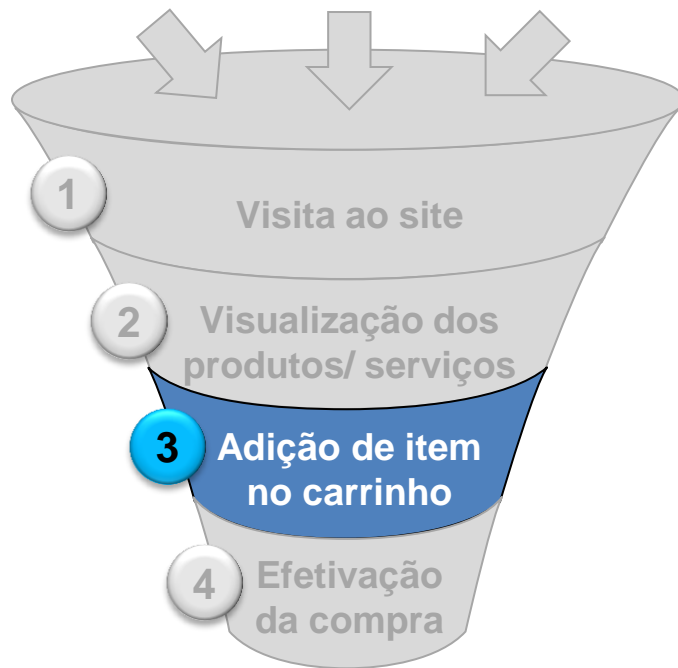 1
Visita ao site
2
Visualização dos
produtos/ serviços
3
Adição de item
no carrinho
4
Efetivação
da compra